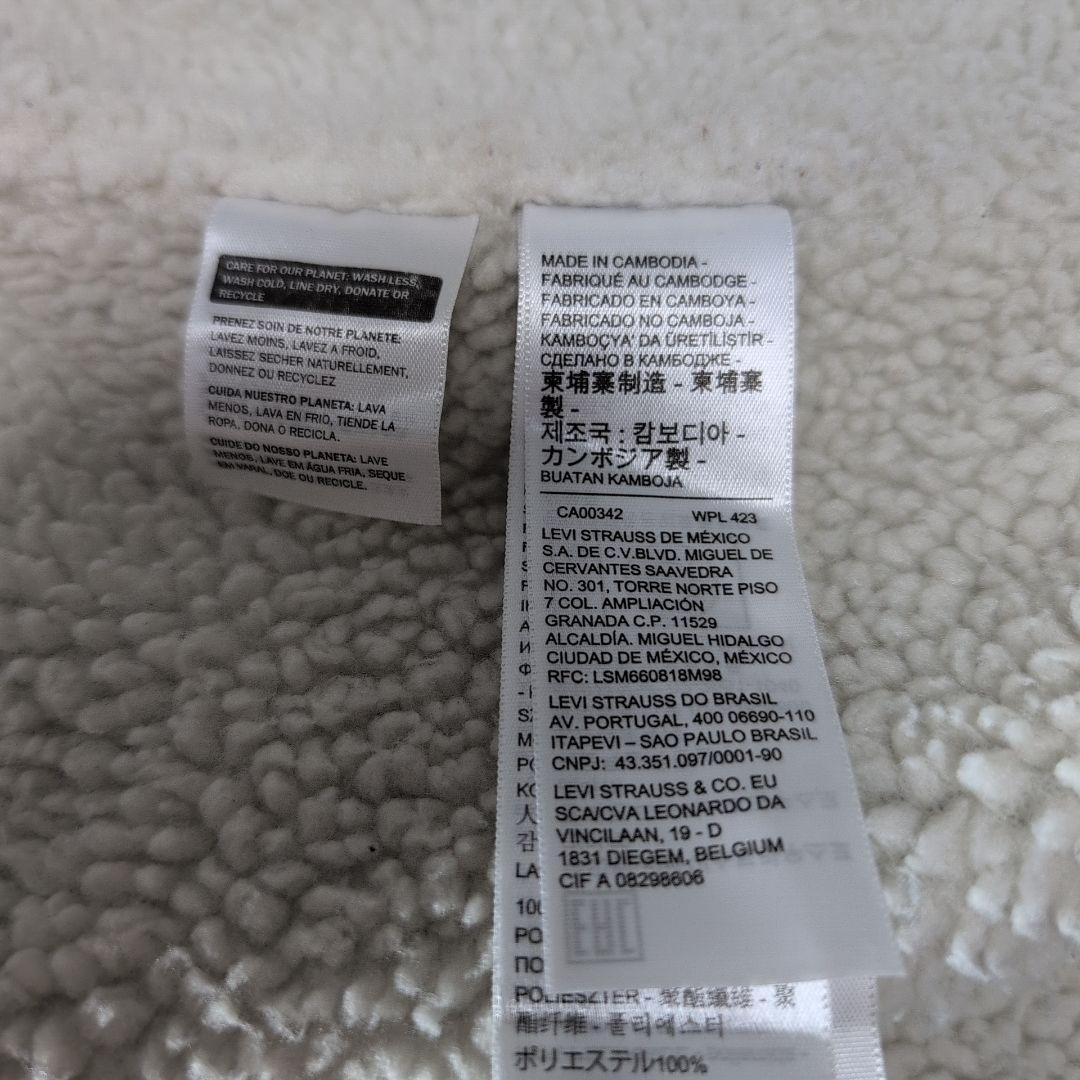 CARE FOR OUR PLANET: WASH LESS,
WASH COLD, LINE DRY, DONATE OR
RECYCLE
PRENEZ SOIN DE NOTRE PLANETE:
LAVEZ MOINS, LAVEZ A FROID,
LAISSEZ SECHER NATURELLEMENT,
DONNEZ OU RECYCLEZ
CUIDA NUESTRO PLANETA: LAVA
MENOS, LAVA EN FRIO, TIENDE LA
ROPA, DONA O RECICLA.
CUIDE DO NOSSO PLANETA: LAVE
MENOS, LAVE EM ÁGUA FRIA, SEQUE
EM VARAL, DOE OU RECICLE.
MADE IN CAMBODIA -
FABRIQUÉ AU CAMBODGE -
FABRICADO EN CAMBOYA -
FABRICADO NO CAMBOJA -
KAMBOÇYA' DA ÜRETILİSTİR -
СДЕЛАНО В КАМБОДЖЕ -
柬埔寨制造 - 柬埔寨
製 -
제조국 : 캄보디아 -
カンボジア製 -
BUATAN KAMBOJA
CA00342 WPL 423
LEVI STRAUSS DE MÉXICO
S.A. DE C.V.BLVD. MIGUEL DE
CERVANTES SAAVEDRA
NO. 301, TORRE NORTE PISO
7 COL. AMPLIACIÓN
GRANADA C.P. 11529
ALCALDÍA. MIGUEL HIDALGO
CIUDAD DE MÉXICO, MÉXICO
RFC: LSM660818M98
LEVI STRAUSS DO BRASIL
AV. PORTUGAL, 400 06690-110
ITAPEVI – SAO PAULO BRASIL
CNPJ: 43.351.097/0001-90
LEVI STRAUSS & CO. EU
SCA/CVA LEONARDO DA
VINCILAAN, 19 - D
1831 DIEGEM, BELGIUM
CIF A 08298606
EAC
POLIESZTER - 聚酯纖維 - 聚
酯纤维 - 폴리에스터
ポリエステル100%